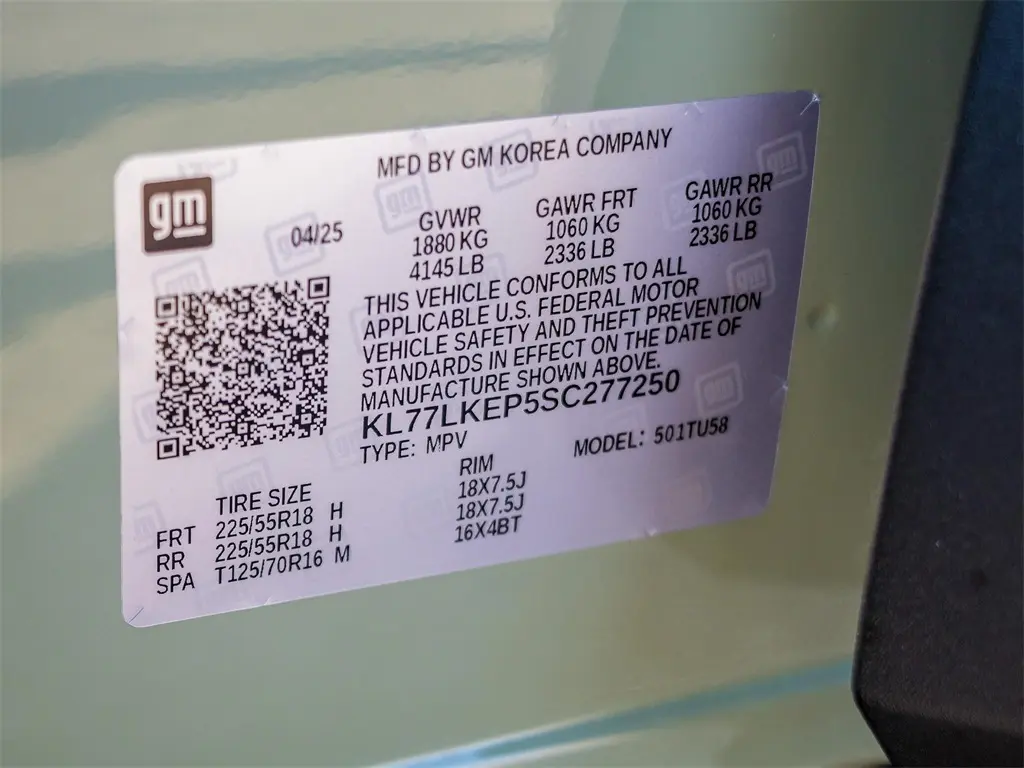 MFD BY GM KOREA COMPANY
gm
04/25
GVWR
1880 KG
4145 LB
GAWR FRT
1060 KG
2336 LB
GAWR RR
1060 KG
2336 LB
THIS VEHICLE CONFORMS TO ALL
APPLICABLE U.S. FEDERAL MOTOR
VEHICLE SAFETY AND THEFT PREVENTION
STANDARDS IN EFFECT ON THE DATE OF
MANUFACTURE SHOWN ABOVE.
KL77LKEP5SC277250
TYPE: MPV MODEL: 501TU58
TIRE SIZE RIM
FRT 225/55R18 H 18X7.5J
RR 225/55R18 H 18X7.5J
SPA T125/70R16 M 16X4BT